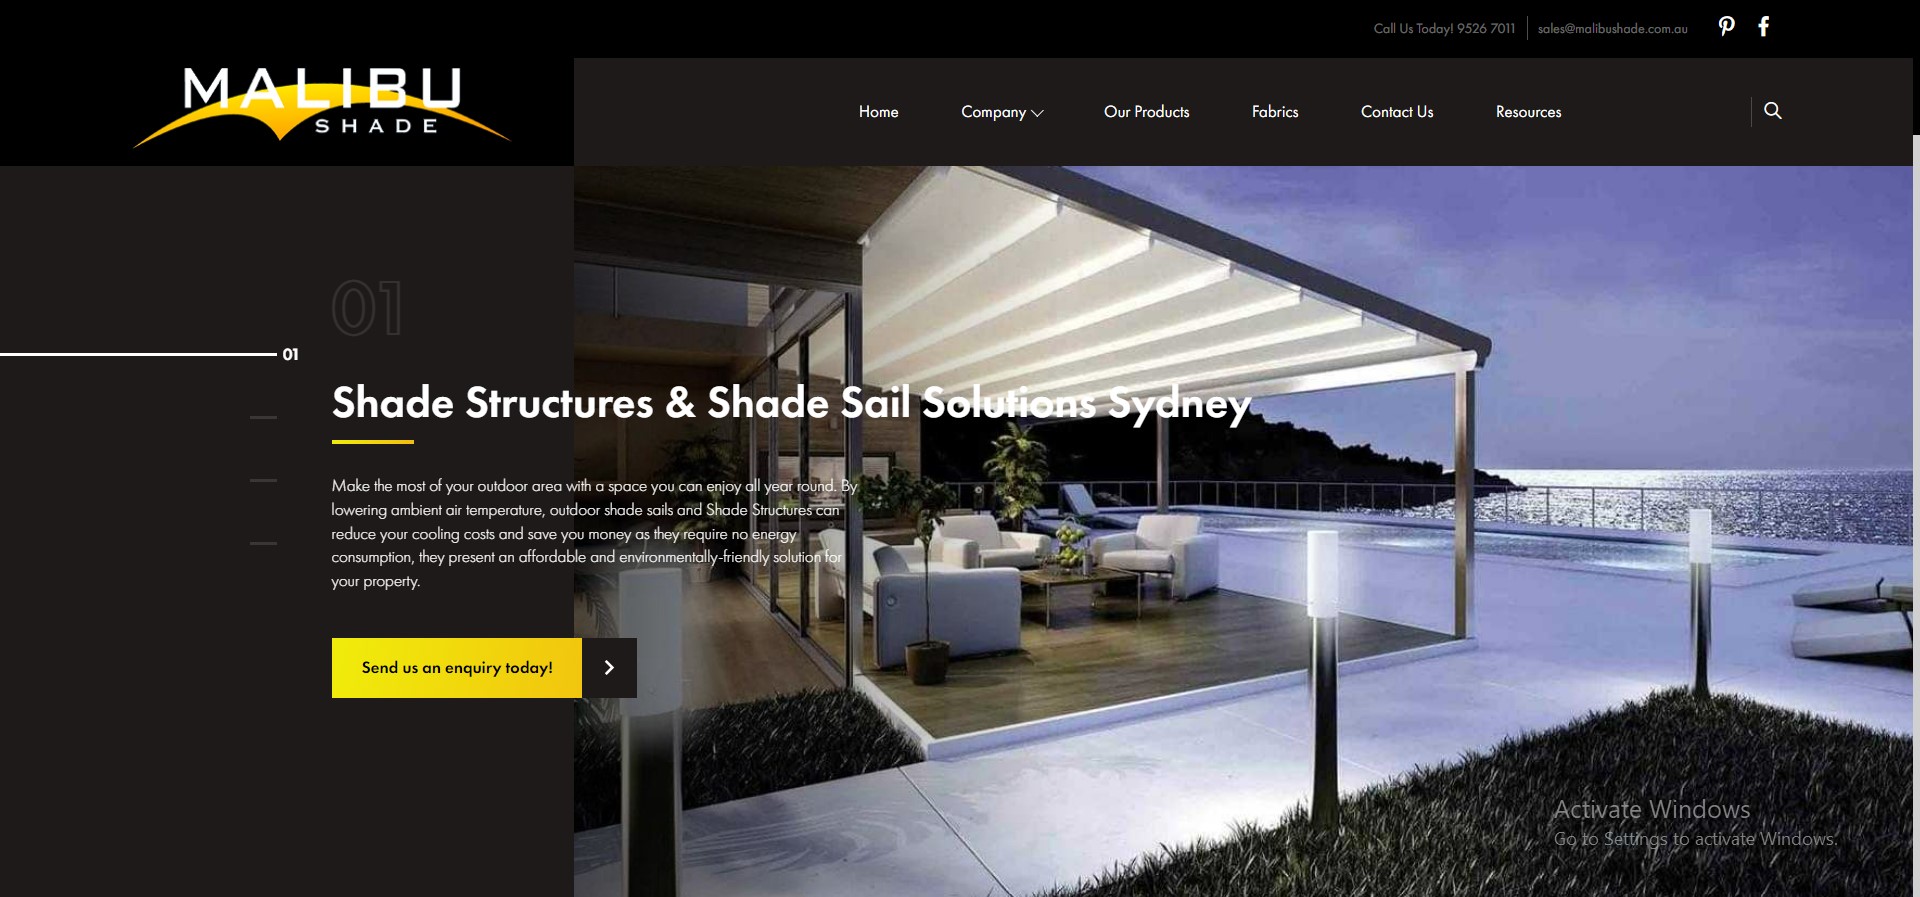 Call Us Today! 9526 7011
sales@malibushade.com.au
MALIBU
SHADE
Home
Company
Our Products
Fabrics
Contact Us
Resources
01
01
Shade Structures & Shade Sail Solutions Sydney
Make the most of your outdoor area with a space you can enjoy all year round. By
lowering ambient air temperature, outdoor shade sails and Shade Structures can
reduce your cooling costs and save you money as they require no energy
consumption, they present an affordable and environmentally-friendly solution for
your property.
Send us an enquiry today!
Activate Windows
Go to Settings to activate Windows.